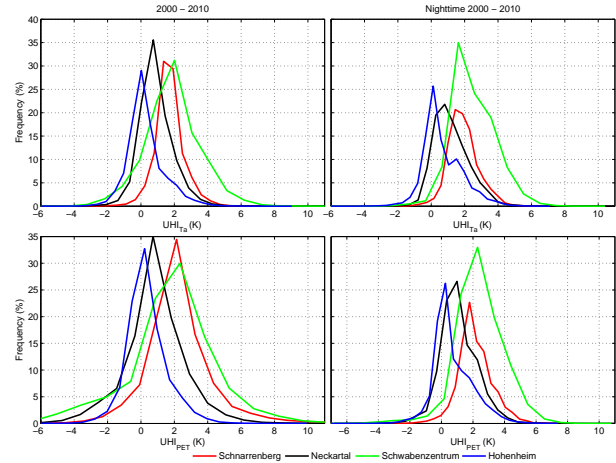 2000 − 2010
Nighttime 2000 − 2010
Frequency (%)
40
35
30
25
20
15
10
5
0
−6 −4 −2 0 2 4 6 8 10
UHI_Ta (K)
−6 −4 −2 0 2 4 6 8 10
UHI_Ta (K)
Frequency (%)
35
30
25
20
15
10
5
0
−6 −4 −2 0 2 4 6 8 10
UHI_PET (K)
−6 −4 −2 0 2 4 6 8 10
UHI_PET (K)
Schnarrenberg Neckartal Schwabenzentrum Hohenheim